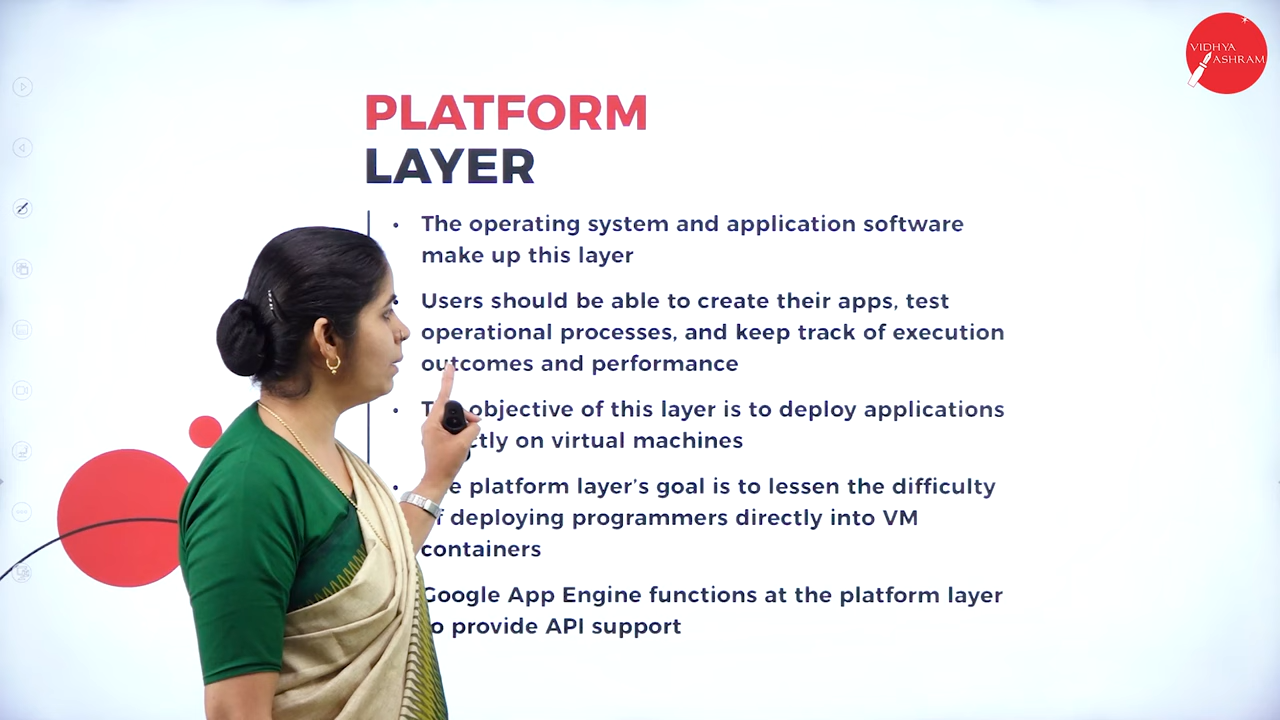 VIDHYA
ASHRAM
PLATFORM
LAYER
• The operating system and application software
make up this layer
• Users should be able to create their apps, test
operational processes, and keep track of execution
outcomes and performance
• objective of this layer is to deploy applications
on virtual machines
• platform layer's goal is to lessen the difficulty
deploying programmers directly into VM
containers
Google App Engine functions at the platform layer
provide API support